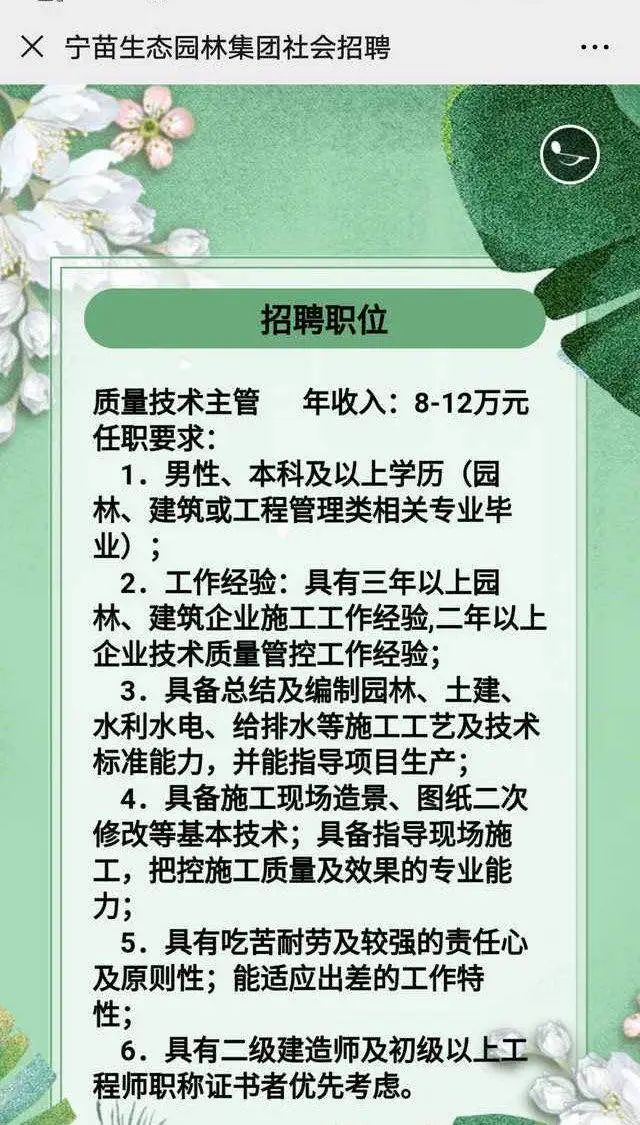 宁苗生态园林集团社会招聘
招聘职位
质量技术主管 年收入：8-12万元
任职要求：
1．男性、本科及以上学历（园
林、建筑或工程管理类相关专业毕
业）；
2．工作经验：具有三年以上园
林、建筑企业施工工作经验,二年以上
企业技术质量管控工作经验；
3．具备总结及编制园林、土建、
水利水电、给排水等施工工艺及技术
标准能力，并能指导项目生产；
4．具备施工现场造景、图纸二次
修改等基本技术；具备指导现场施
工，把控施工质量及效果的专业能
力；
5．具有吃苦耐劳及较强的责任心
及原则性；能适应出差的工作特
性；
6．具有二级建造师及初级以上工
程师职称证书者优先考虑。